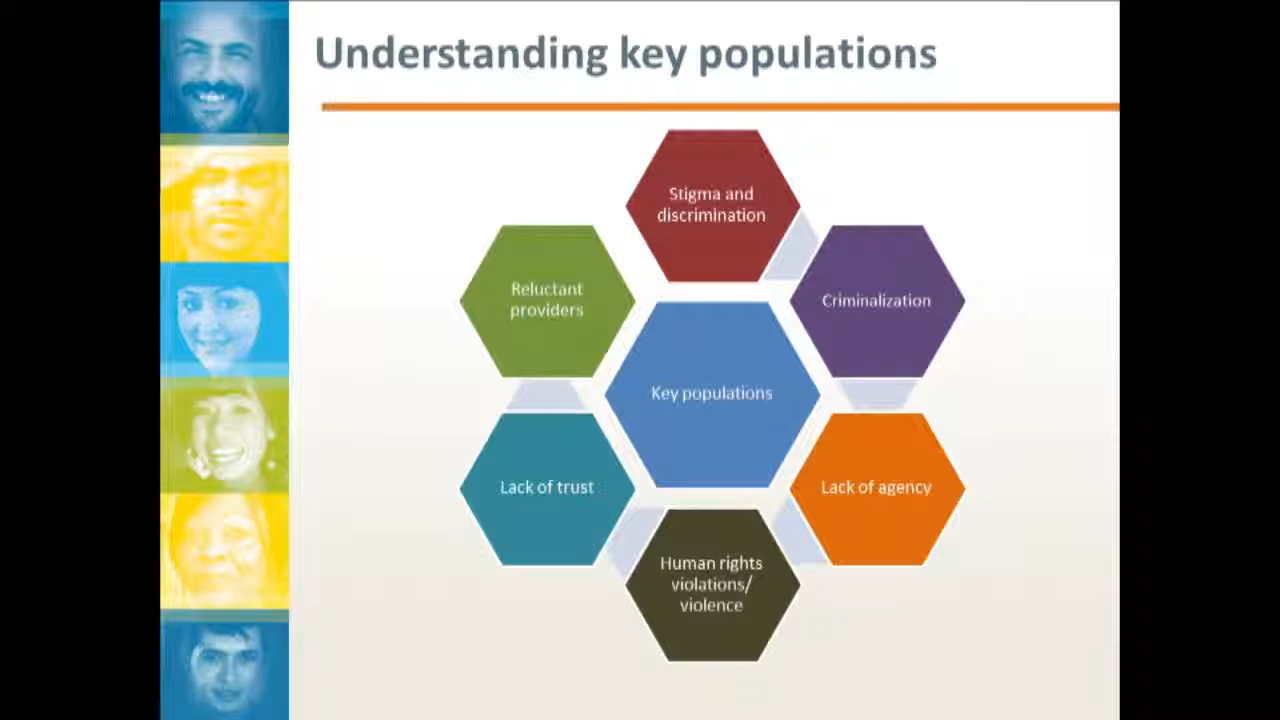 Understanding key populations
Stigma and
discrimination
Criminalization
Lack of agency
Human rights
violations/
violence
Lack of trust
Reluctant
providers
Key populations